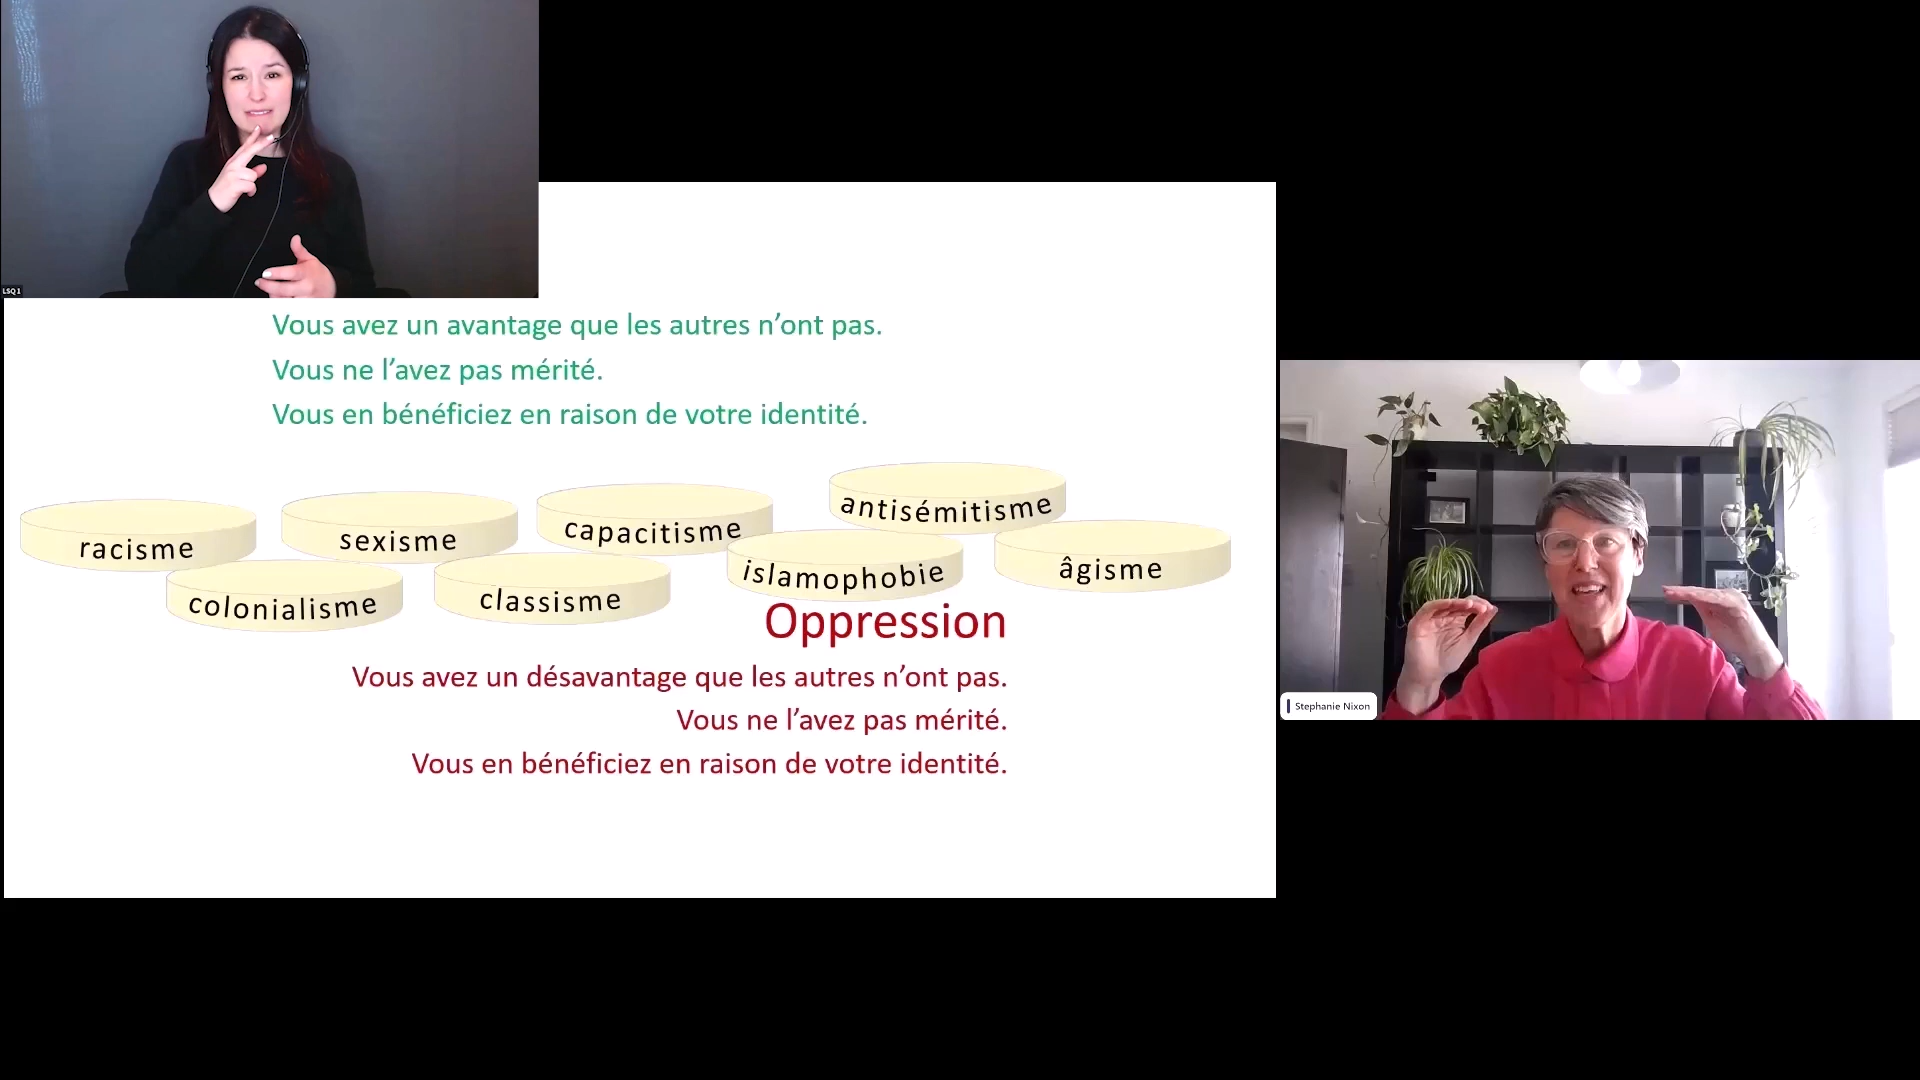 LSQ 1
Vous avez un avantage que les autres n’ont pas.
Vous ne l’avez pas mérité.
Vous en bénéficiez en raison de votre identité.
racisme
sexisme
capacitisme
antisémitisme
colonialisme
classisme
islamophobie
âgisme
Oppression
Vous avez un désavantage que les autres n’ont pas.
Vous ne l’avez pas mérité.
Vous en bénéficiez en raison de votre identité.
Stephanie Nixon